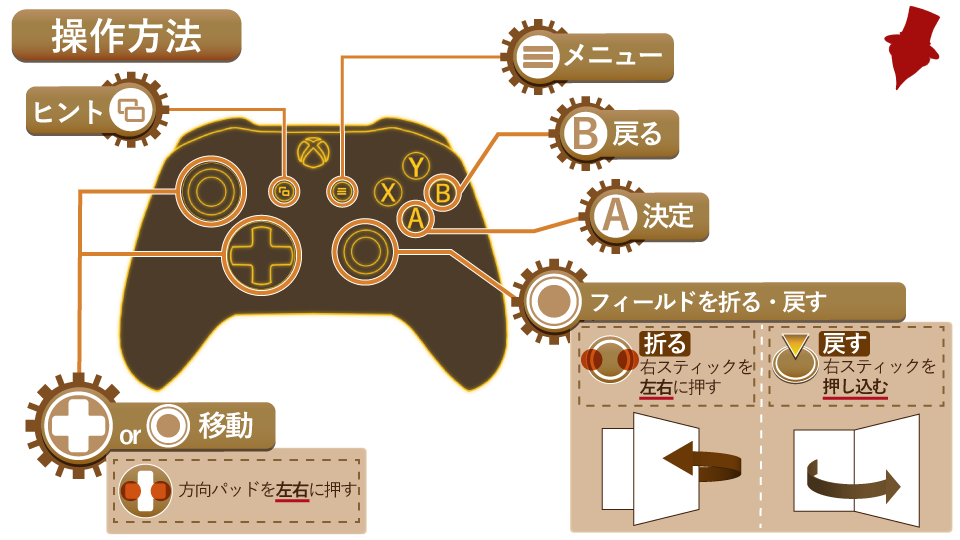 操作方法
メニュー
ヒント
B 戻る
Y
X
B
A
A 決定
フィールドを折る・戻す
折る
右スティックを
左右に押す
戻す
右スティックを
押し込む
or 移動
方向パッドを左右に押す